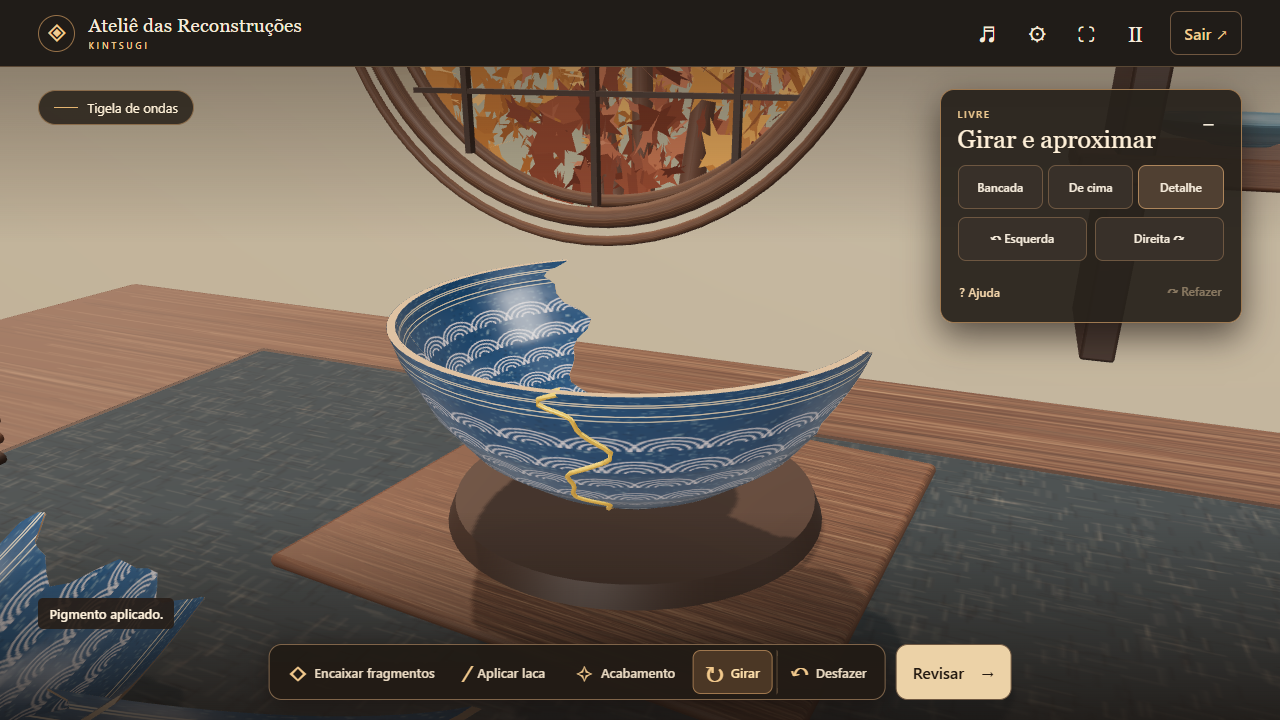 Ateliê das Reconstruções
KINTSUGI
Sair ↗
Tigela de ondas
LIVRE
Girar e aproximar
Bancada
De cima
Detalhe
↶ Esquerda
Direita ↷
? Ajuda
↷ Refazer
Pigmento aplicado.
Encaixar fragmentos
Aplicar laca
Acabamento
Girar
Desfazer
Revisar →